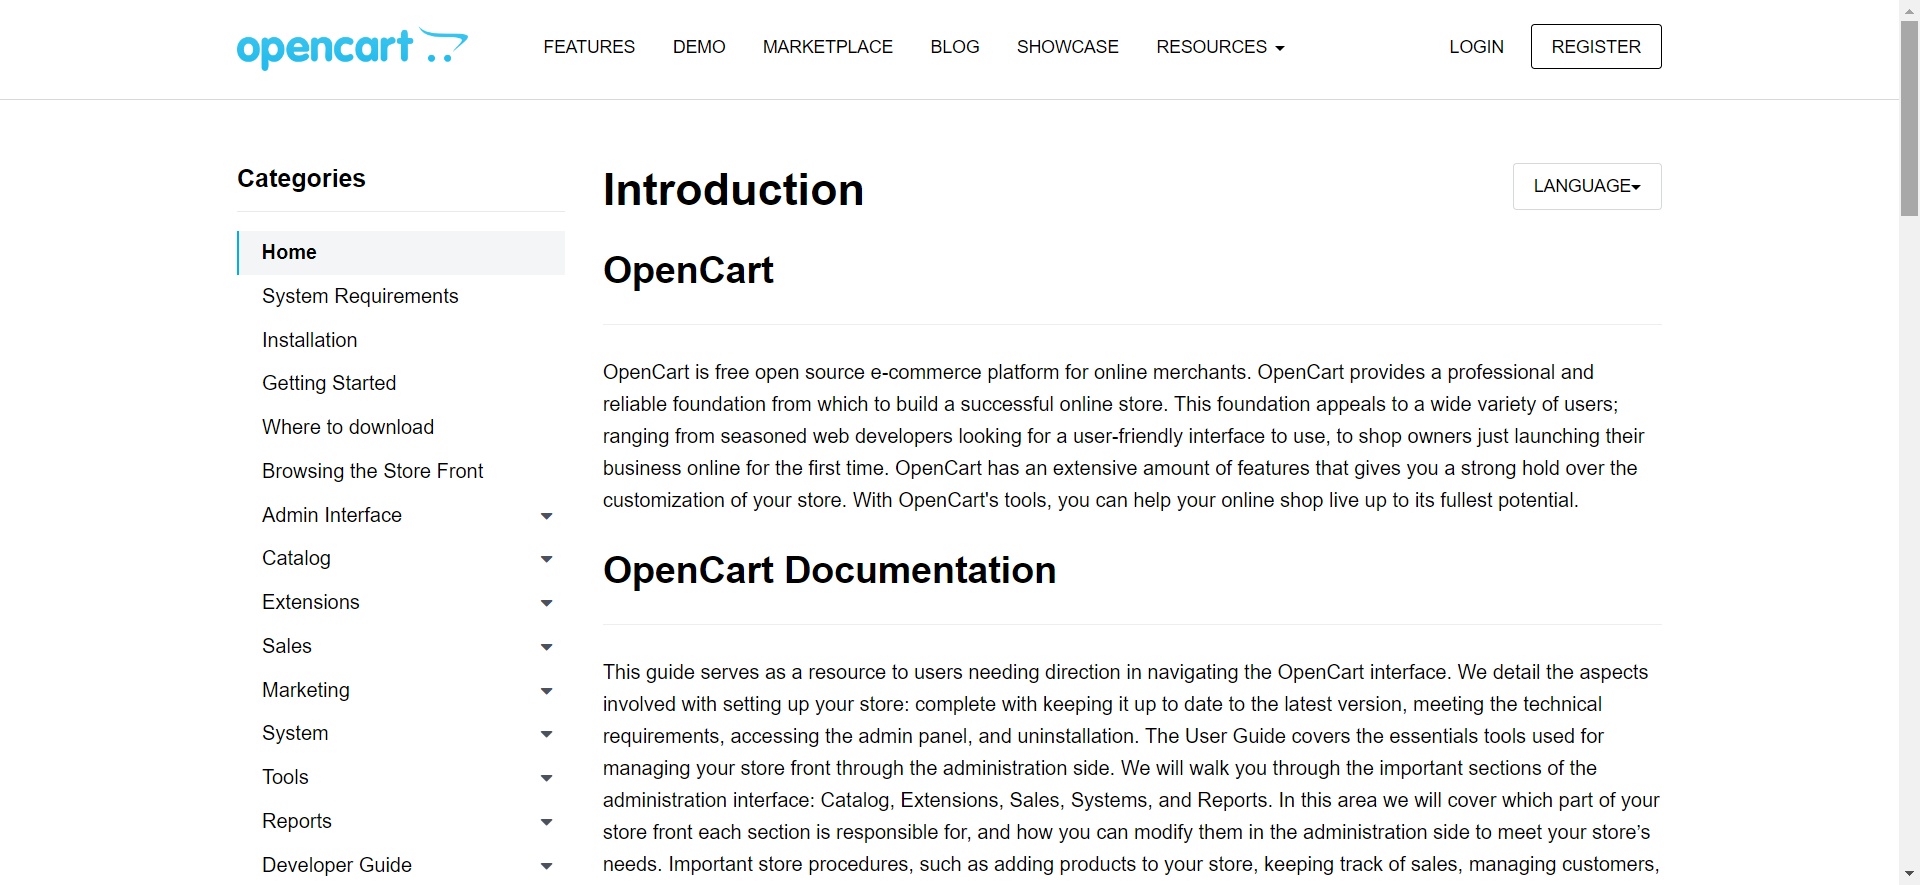 opencart
FEATURES
DEMO
MARKETPLACE
BLOG
SHOWCASE
RESOURCES
LOGIN
REGISTER
Categories
Home
System Requirements
Installation
Getting Started
Where to download
Browsing the Store Front
Admin Interface
Catalog
Extensions
Sales
Marketing
System
Tools
Reports
Developer Guide
Introduction
LANGUAGE
OpenCart
OpenCart is free open source e-commerce platform for online merchants. OpenCart provides a professional and
reliable foundation from which to build a successful online store. This foundation appeals to a wide variety of users;
ranging from seasoned web developers looking for a user-friendly interface to use, to shop owners just launching their
business online for the first time. OpenCart has an extensive amount of features that gives you a strong hold over the
customization of your store. With OpenCart's tools, you can help your online shop live up to its fullest potential.
OpenCart Documentation
This guide serves as a resource to users needing direction in navigating the OpenCart interface. We detail the aspects
involved with setting up your store: complete with keeping it up to date to the latest version, meeting the technical
requirements, accessing the admin panel, and uninstallation. The User Guide covers the essentials tools used for
managing your store front through the administration side. We will walk you through the important sections of the
administration interface: Catalog, Extensions, Sales, Systems, and Reports. In this area we will cover which part of your
store front each section is responsible for, and how you can modify them in the administration side to meet your store’s
needs. Important store procedures, such as adding products to your store, keeping track of sales, managing customers,